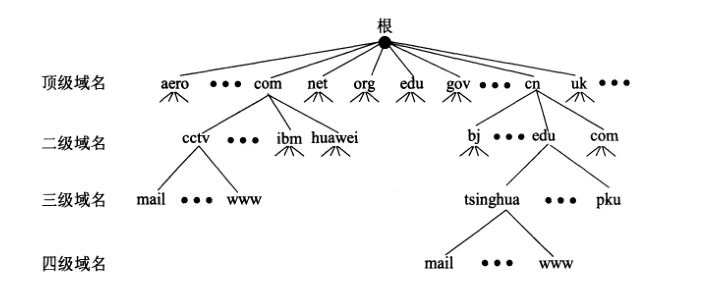 根
顶级域名 aero ••• com net org edu gov ••• cn uk •••
二级域名 cctv ••• ibm huawei bj ••• edu com
三级域名 mail ••• www tsinghua ••• pku
四级域名 mail ••• www